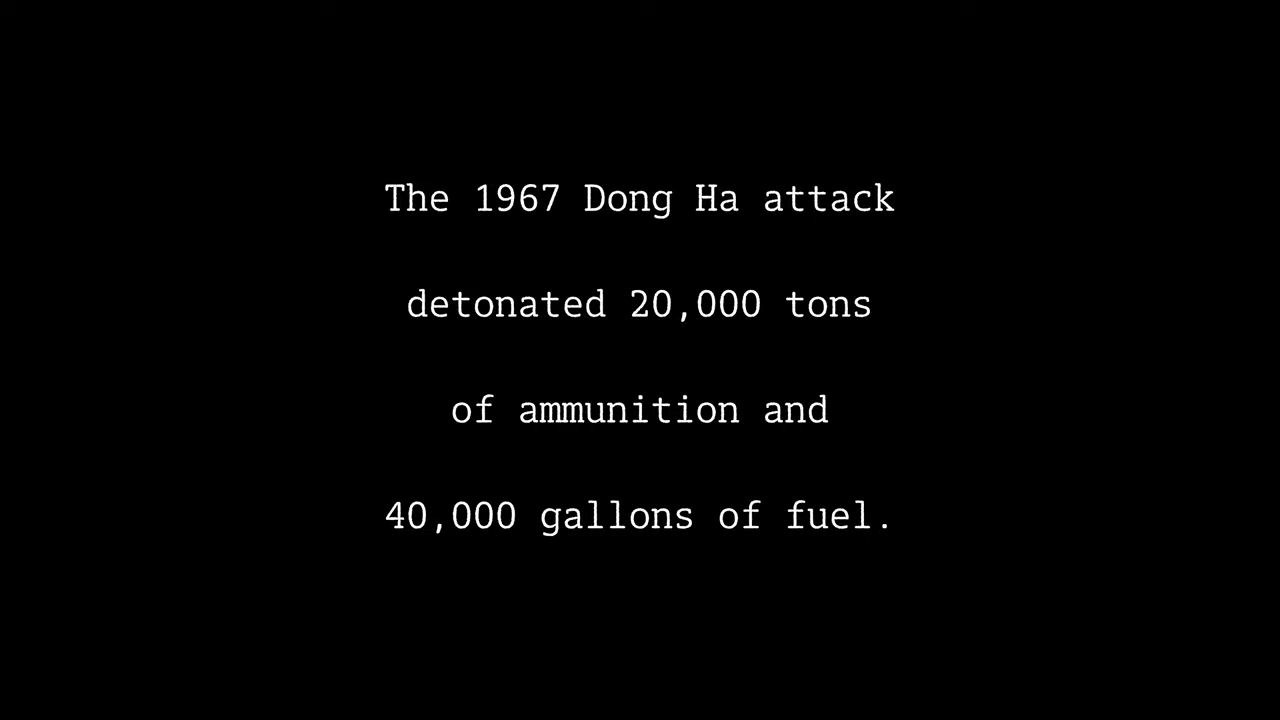 The 1967 Dong Ha attack
detonated 20,000 tons
of ammunition and
40,000 gallons of fuel.